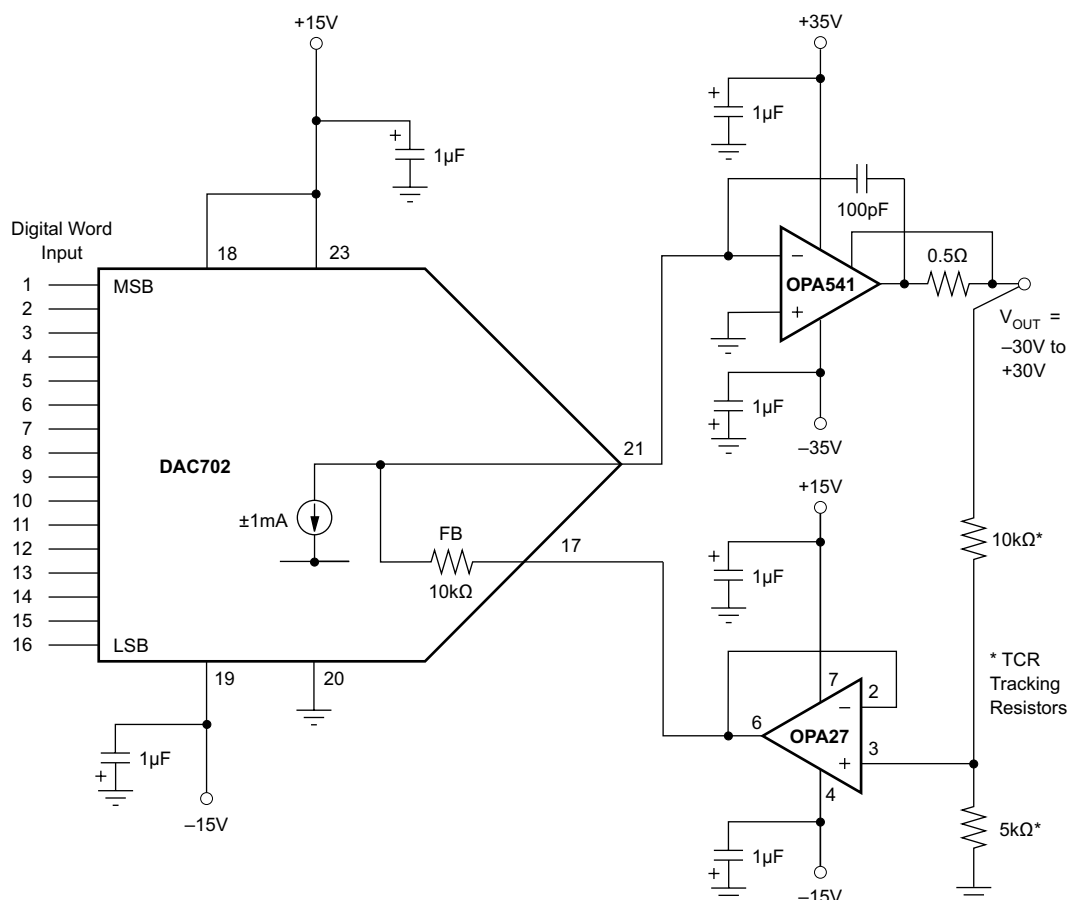 +15V
+
1µF
Digital Word
Input
18
23
1
2
3
4
5
6
7
8
9
10
11
12
13
14
15
16
MSB
LSB
DAC702
±1mA
FB
10kΩ
21
17
19
20
1µF
+
–15V
+35V
+
1µF
100pF
–
+
OPA541
0.5Ω
V_OUT =
–30V to
+30V
1µF
+
–35V
+15V
+
1µF
10kΩ*
* TCR
Tracking
Resistors
7
2
–
6
OPA27
3
+
4
1µF
+
–15V
5kΩ*